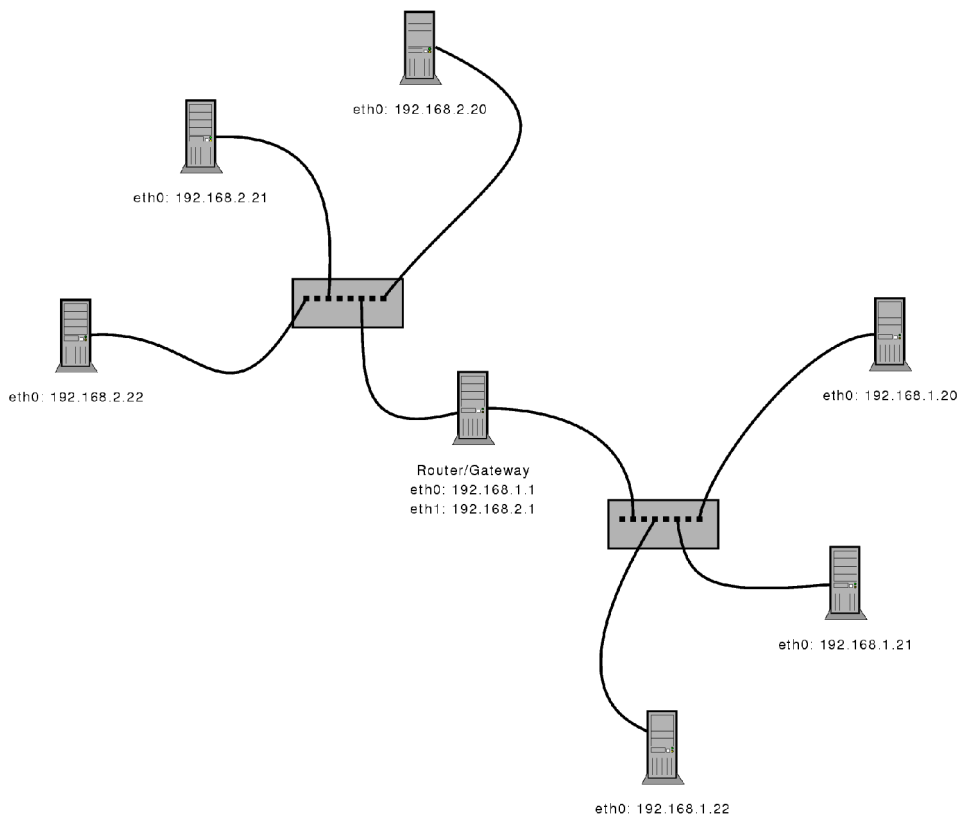 eth0: 192.168.2.20
eth0: 192.168.2.21
eth0: 192.168.2.22
eth0: 192.168.1.20
Router/Gateway
eth0: 192.168.1.1
eth1: 192.168.2.1
eth0: 192.168.1.21
eth0: 192.168.1.22